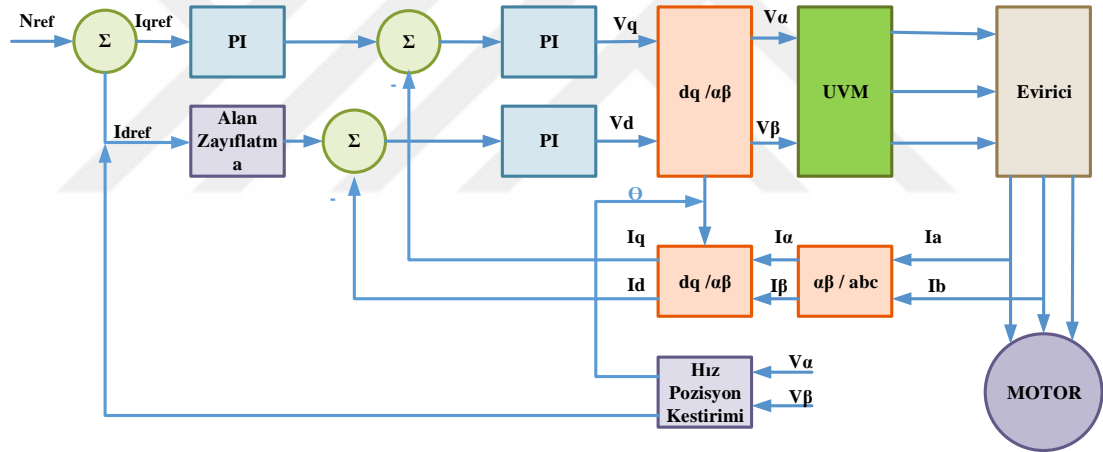 Nref
Σ
Iqref
PI
Σ
PI
Vq
dq /αβ
Vα
UVM
Evirici
-
Idref
Alan
Zayıflatm
a
Σ
PI
Vd
Vβ
-
Θ
Iq
dq /αβ
Iα
αβ / abc
Ia
Id
Iβ
Ib
Hız
Pozisyon
Kestirimi
Vα
Vβ
MOTOR